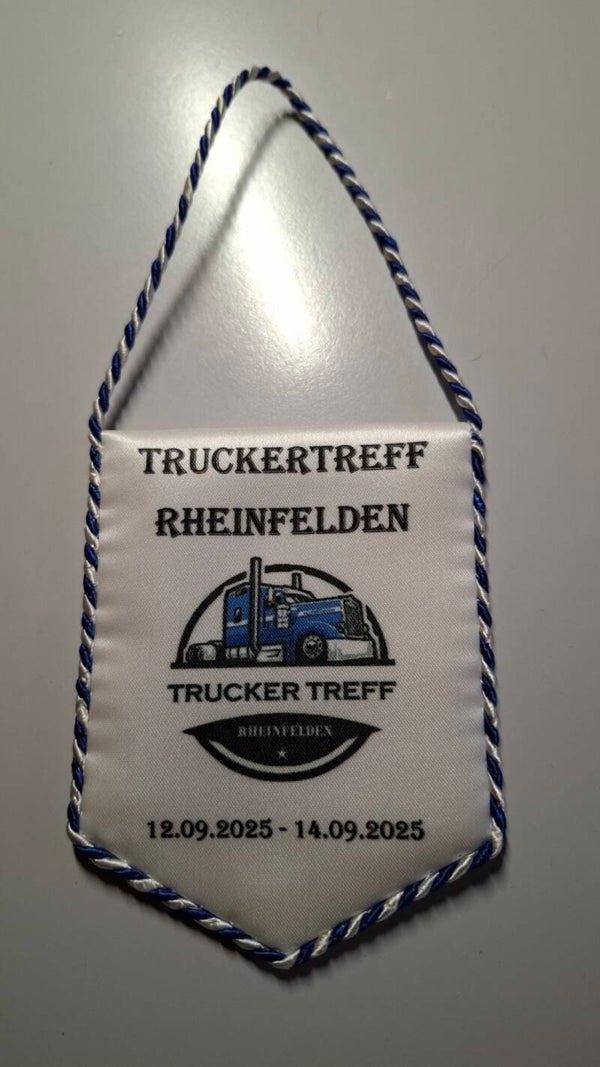 TRUCKERTREFF
RHEINFELDEN
TRUCKER TREFF
RHEINFELDEN
12.09.2025 - 14.09.2025